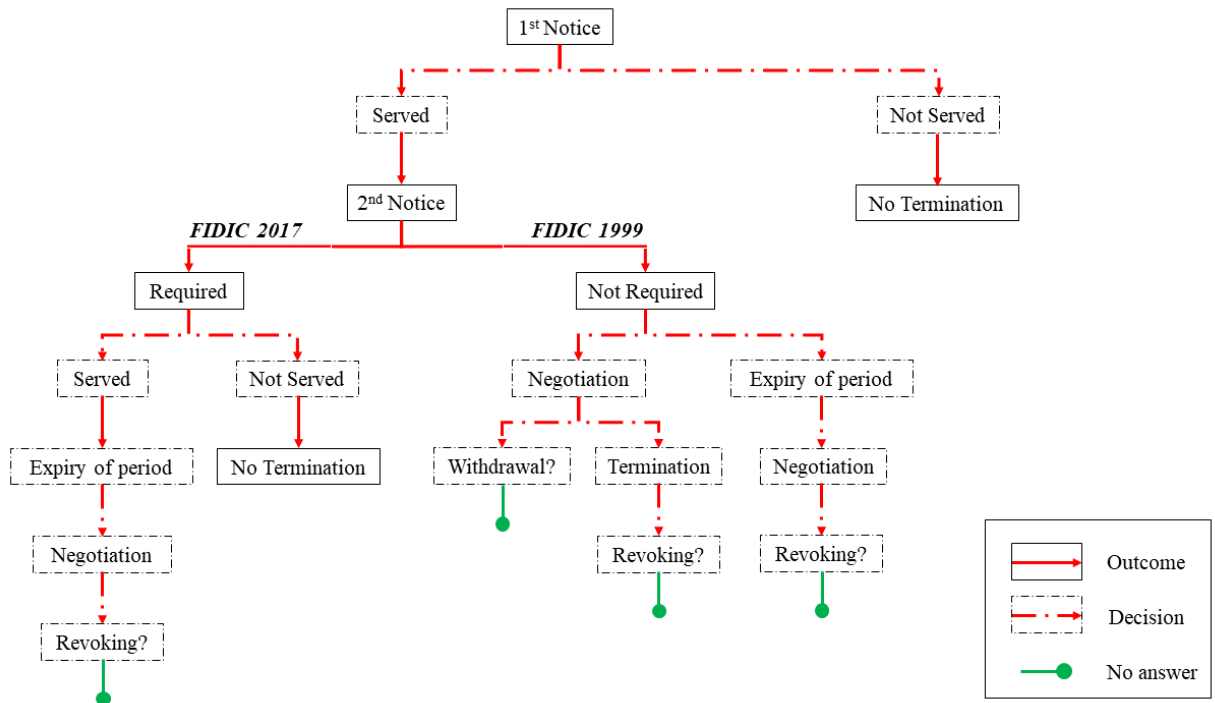 1st Notice
Served
Not Served
2nd Notice
No Termination
FIDIC 2017
FIDIC 1999
Required
Not Required
Served
Not Served
Negotiation
Expiry of period
Expiry of period
No Termination
Withdrawal?
Termination
Negotiation
Negotiation
Revoking?
Revoking?
Revoking?
Outcome
Decision
No answer